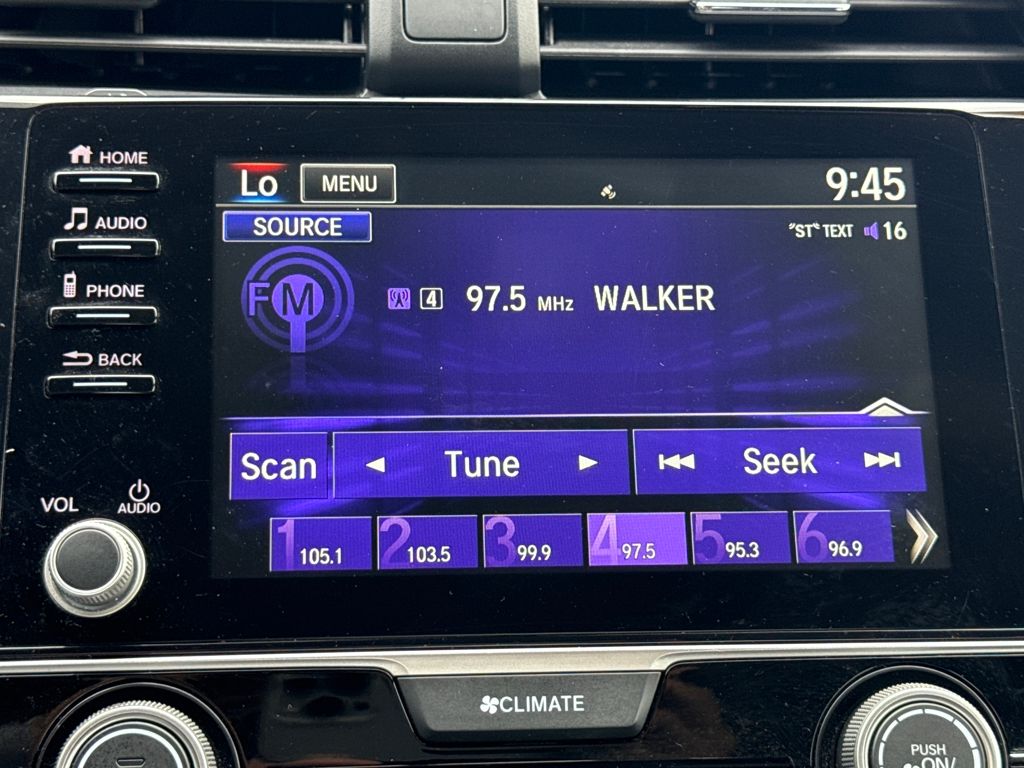 HOME
Lo MENU 9:45
AUDIO
SOURCE "ST" TEXT 16
PHONE
FM 4 97.5 MHz WALKER
BACK
Scan Tune Seek
VOL AUDIO
1 105.1 2 103.5 3 99.9 4 97.5 5 95.3 6 96.9
CLIMATE
PUSH
ON/